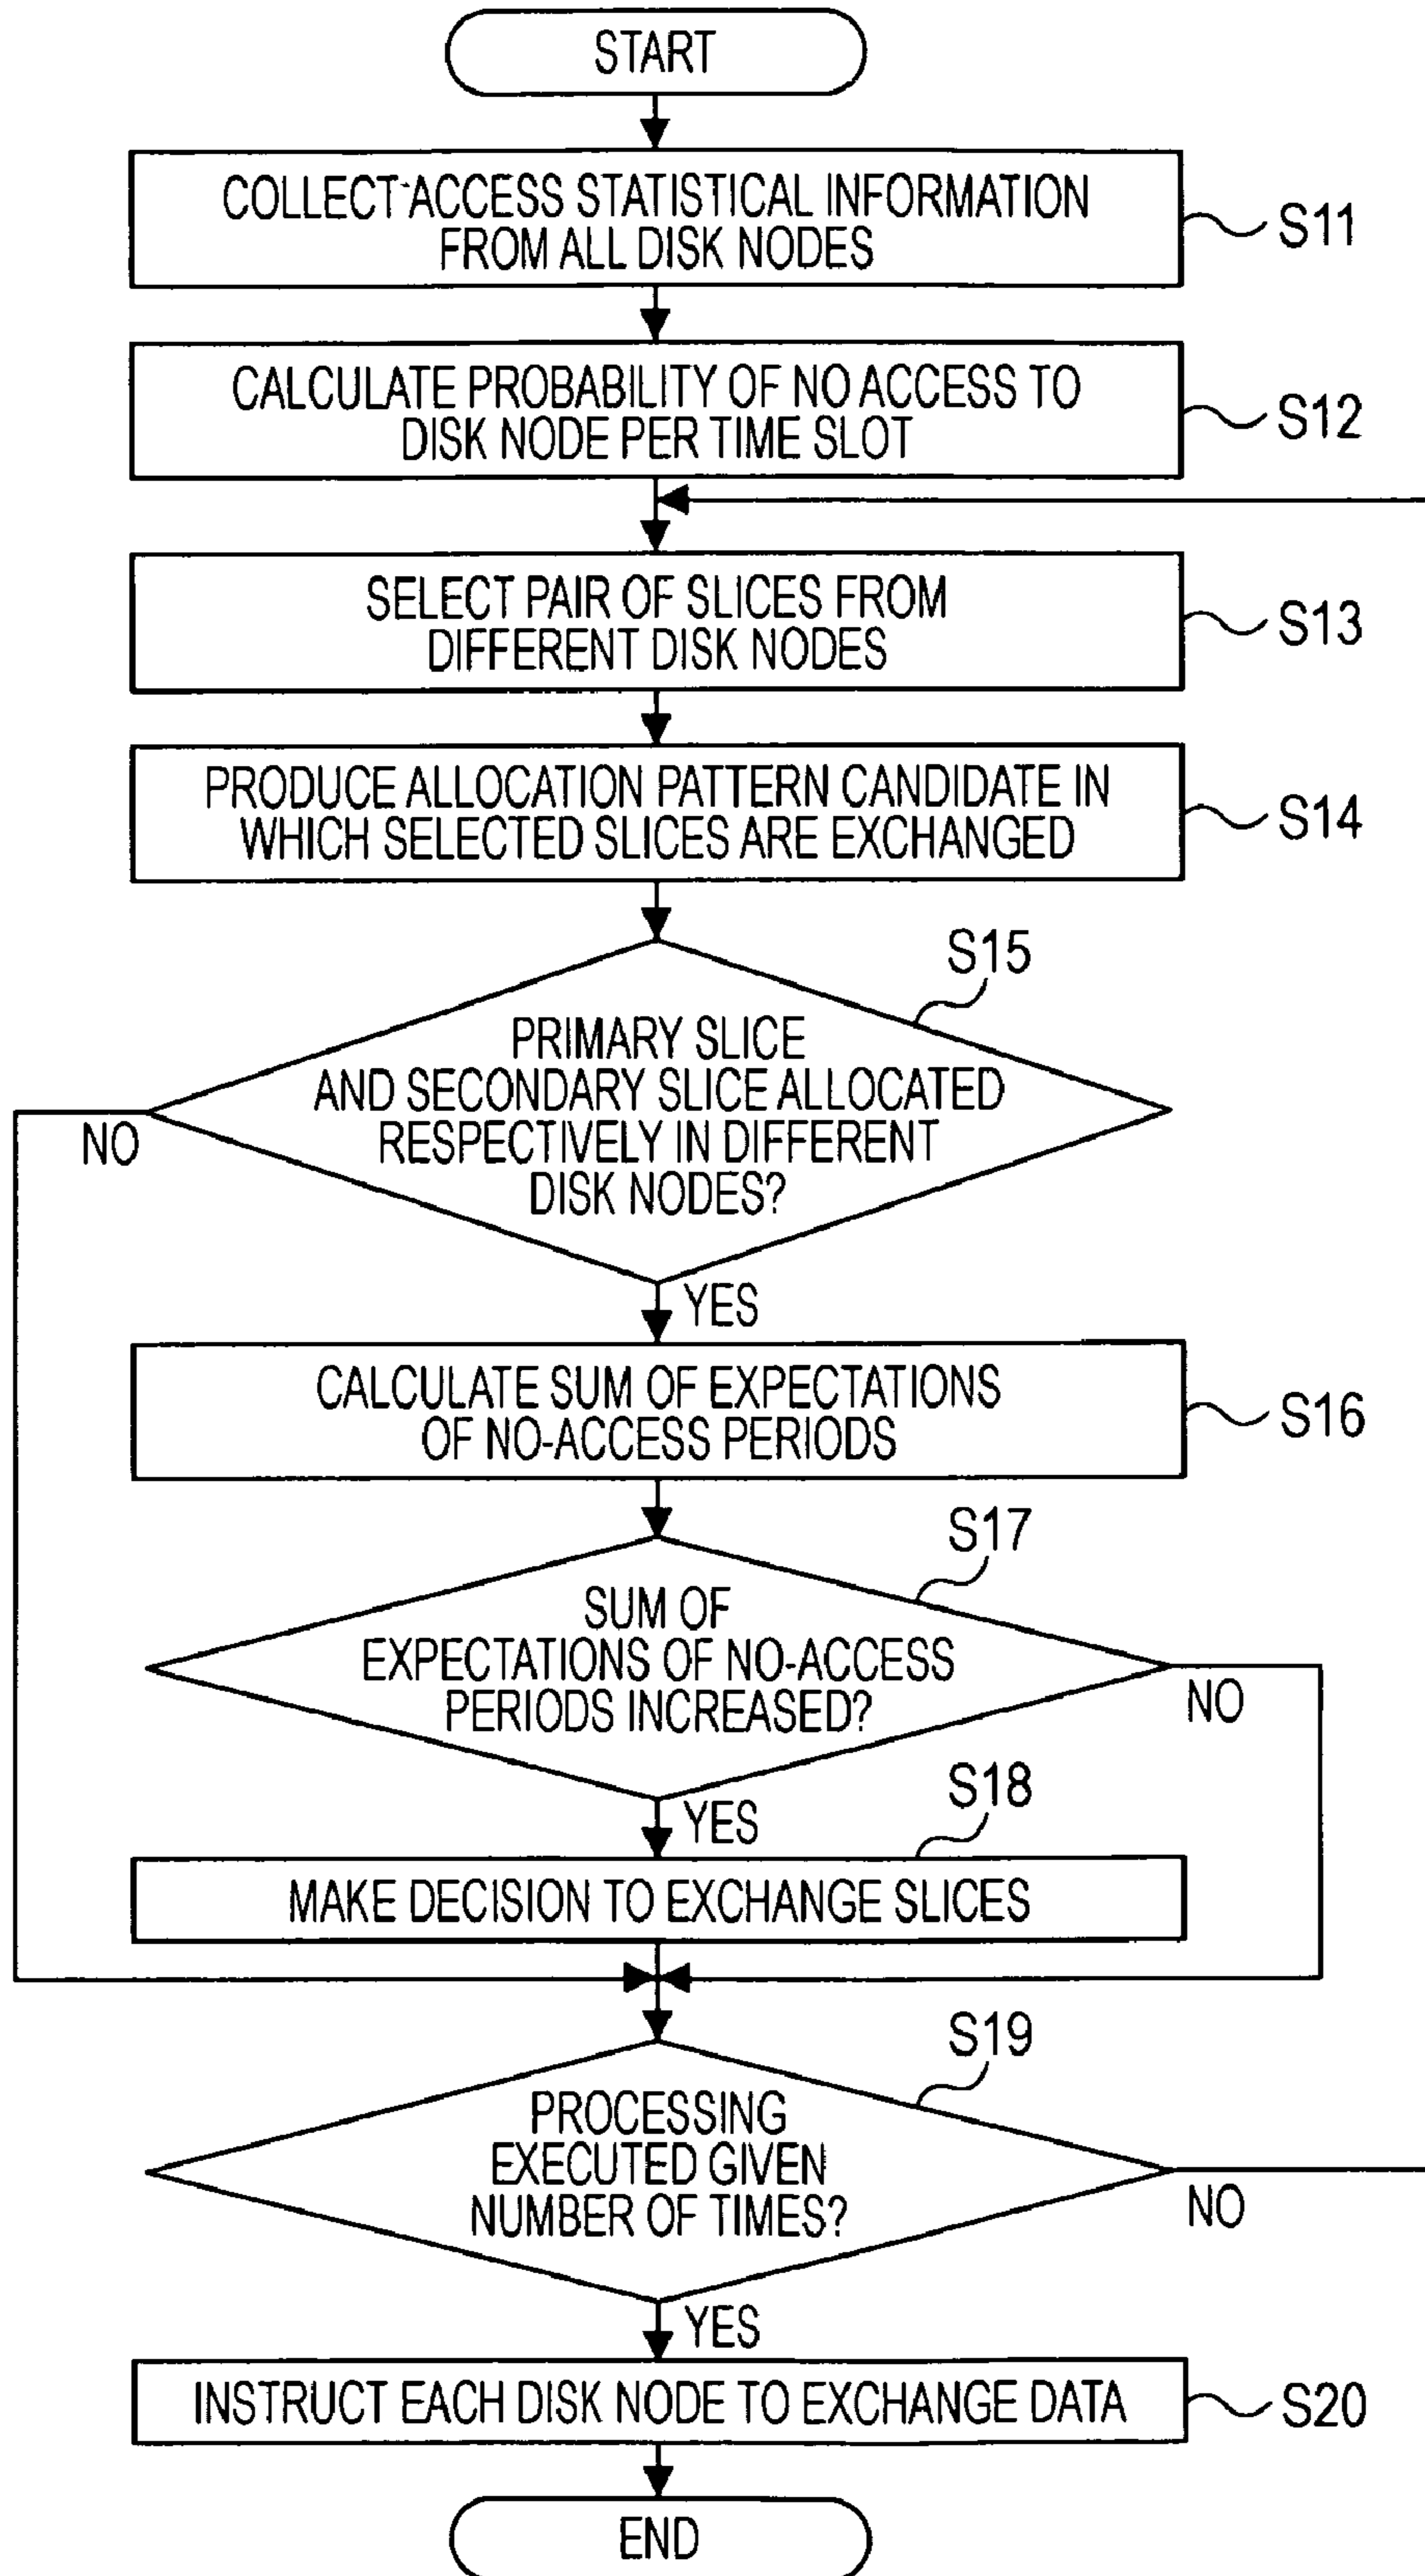 START
COLLECT ACCESS STATISTICAL INFORMATION
FROM ALL DISK NODES
S11
CALCULATE PROBABILITY OF NO ACCESS TO
DISK NODE PER TIME SLOT
S12
SELECT PAIR OF SLICES FROM
DIFFERENT DISK NODES
S13
PRODUCE ALLOCATION PATTERN CANDIDATE IN
WHICH SELECTED SLICES ARE EXCHANGED
S14
S15
PRIMARY SLICE
AND SECONDARY SLICE ALLOCATED
RESPECTIVELY IN DIFFERENT
DISK NODES?
NO
YES
CALCULATE SUM OF EXPECTATIONS
OF NO-ACCESS PERIODS
S16
S17
SUM OF
EXPECTATIONS OF NO-ACCESS
PERIODS INCREASED?
NO
YES
S18
MAKE DECISION TO EXCHANGE SLICES
S19
PROCESSING
EXECUTED GIVEN
NUMBER OF TIMES?
NO
YES
INSTRUCT EACH DISK NODE TO EXCHANGE DATA
S20
END